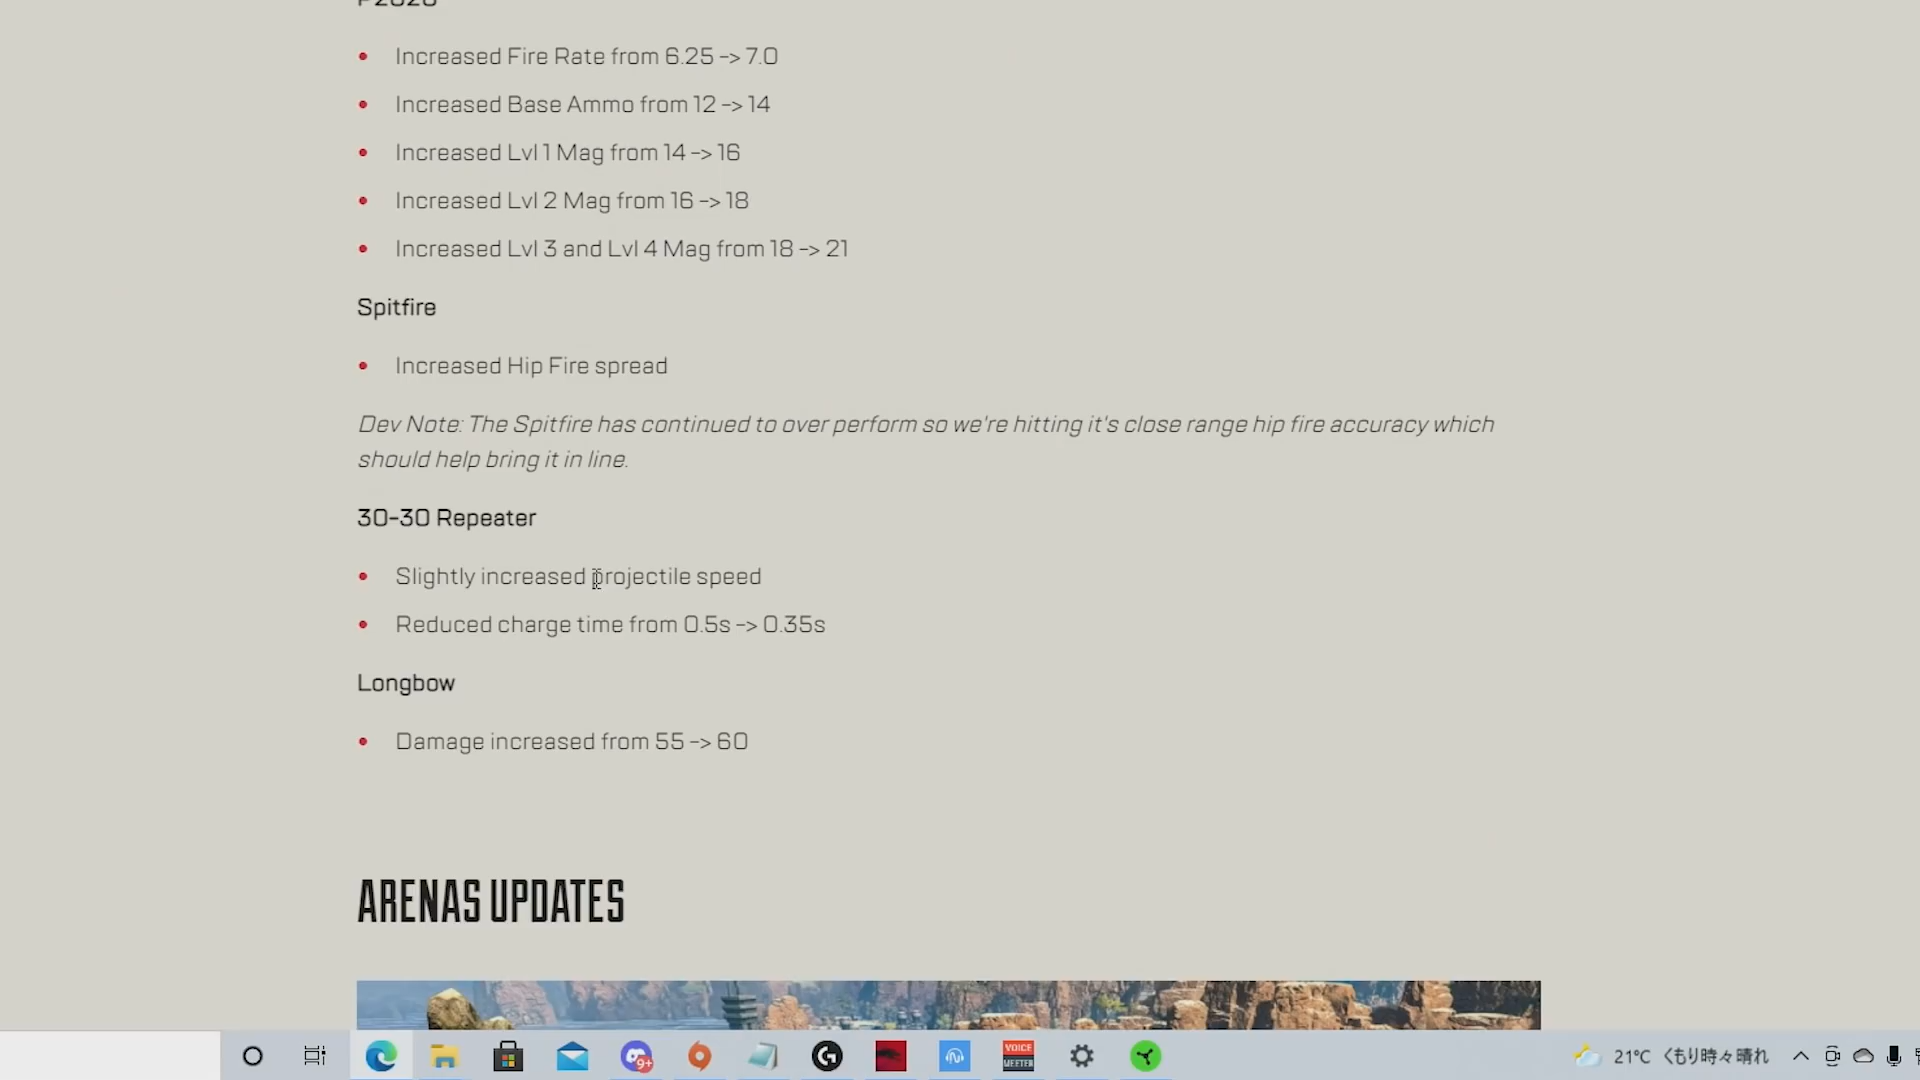 P2020
Increased Fire Rate from 6.25 -> 7.0
Increased Base Ammo from 12 -> 14
Increased Lvl 1 Mag from 14 -> 16
Increased Lvl 2 Mag from 16 -> 18
Increased Lvl 3 and Lvl 4 Mag from 18 -> 21
Spitfire
Increased Hip Fire spread
Dev Note: The Spitfire has continued to over perform so we're hitting it's close range hip fire accuracy which
should help bring it in line.
30-30 Repeater
Slightly increased projectile speed
Reduced charge time from 0.5s -> 0.35s
Longbow
Damage increased from 55 -> 60
ARENAS UPDATES
9+
VOICE
MEETER
21°C くもり時々晴れ